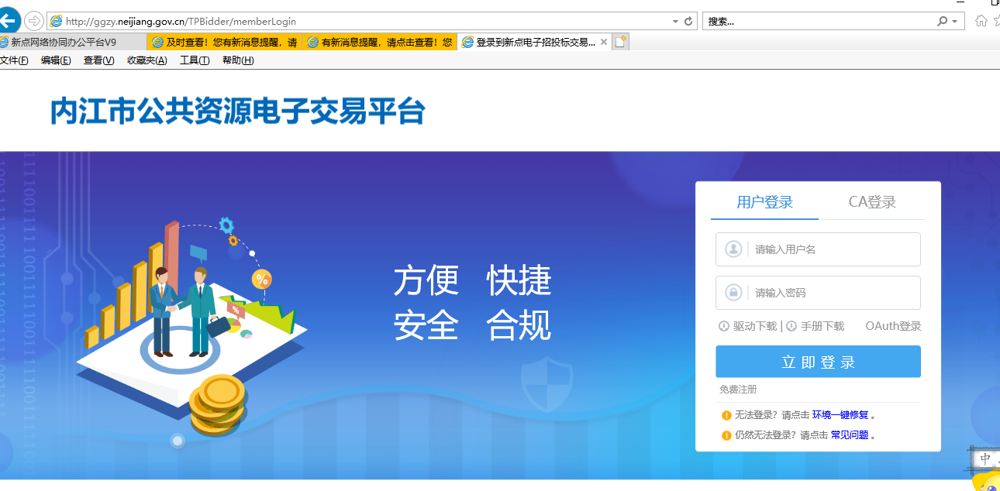 http://ggzy.neijiang.gov.cn/TPBidder/memberLogin
搜索...
新点网络协同办公平台V9
及时查看！您有新消息提醒，请
有新消息提醒，请点击查看！您
登录到新点电子招投标交易...
文件(F) 编辑(E) 查看(V) 收藏夹(A) 工具(T) 帮助(H)
内江市公共资源电子交易平台
用户登录 CA登录
请输入用户名
方便 快捷
请输入密码
安全 合规
驱动下载 | 手册下载 OAuth登录
立即登录
免费注册
无法登录？请点击 环境一键修复 。
仍然无法登录？请点击 常见问题 。
中